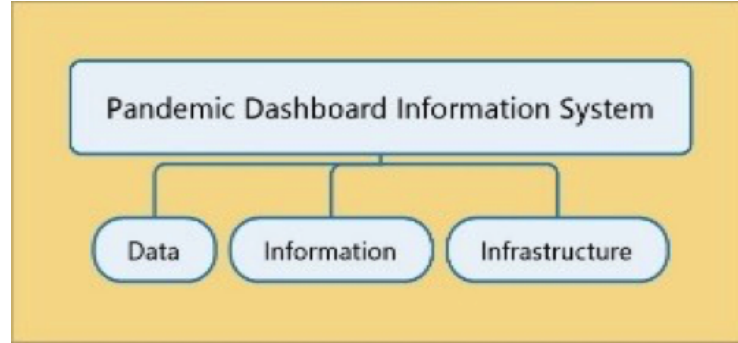 Pandemic Dashboard Information System
Data
Information
Infrastructure